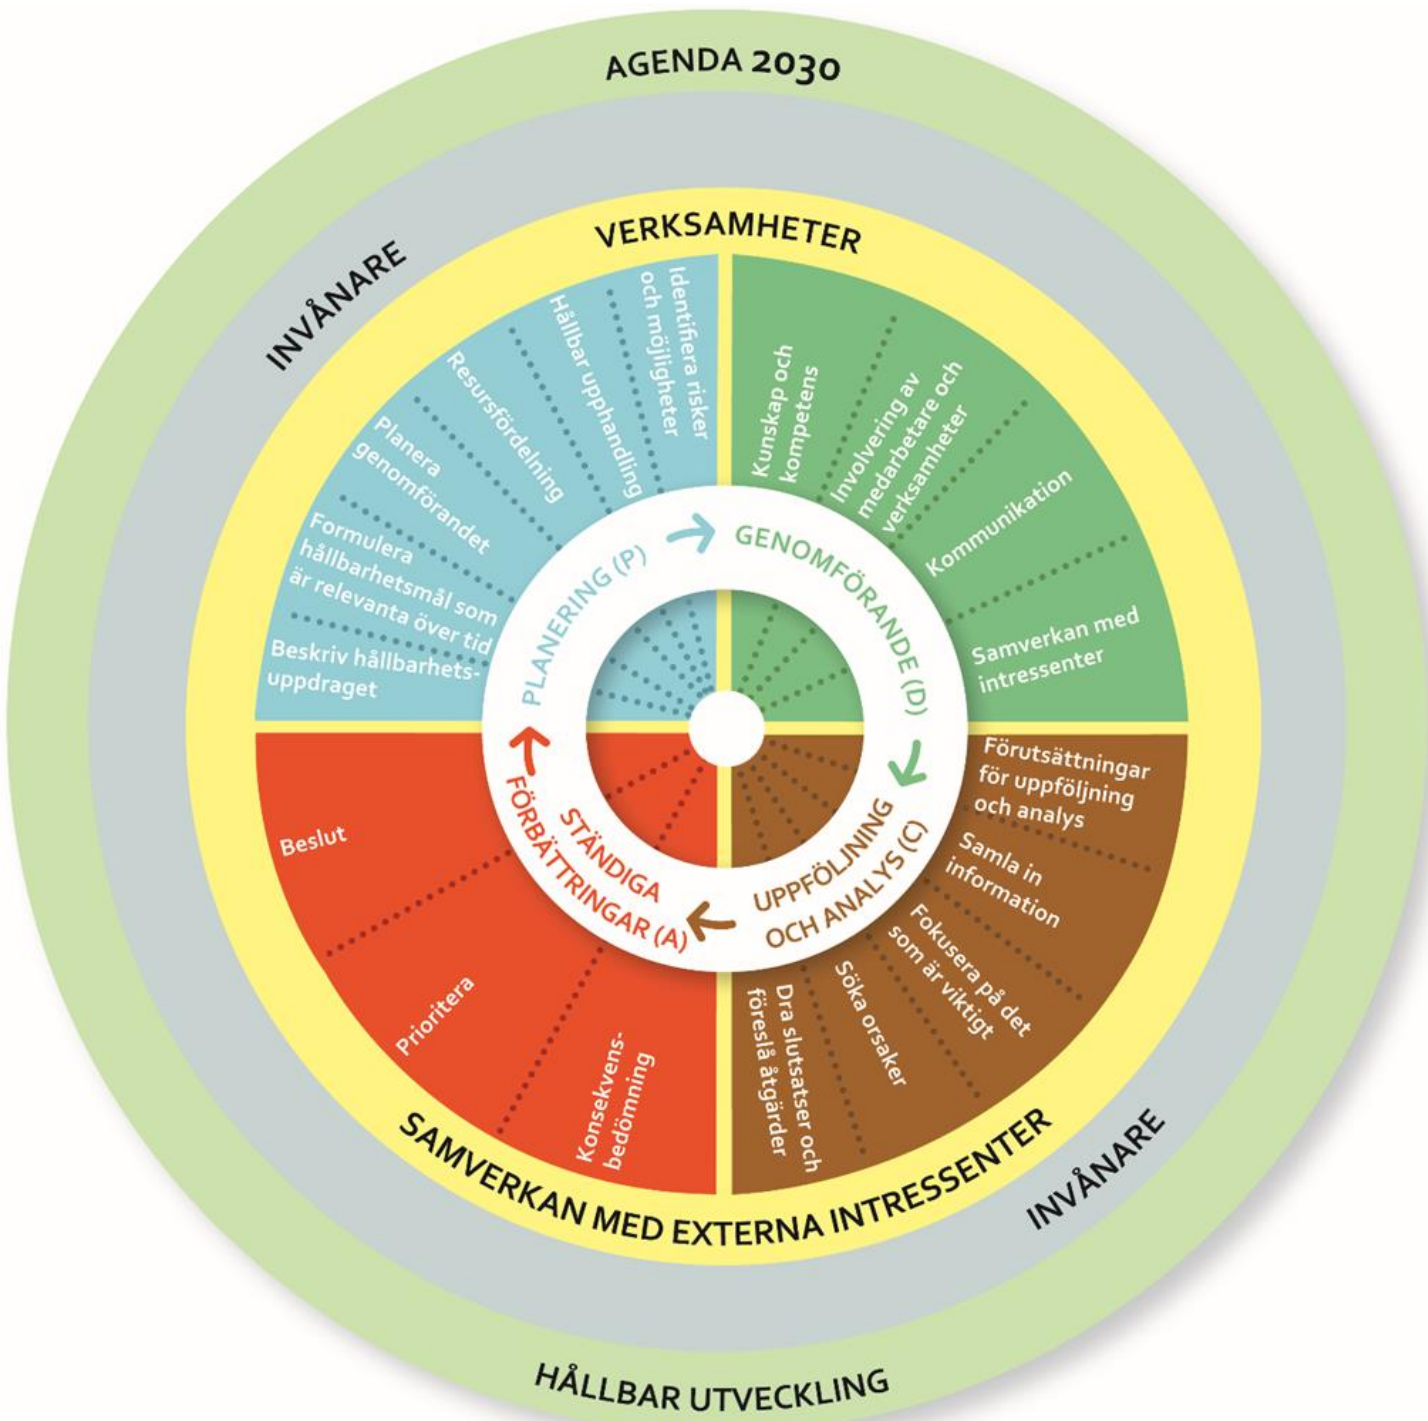 AGENDA 2030
INVÅNARE
VERKSAMHETER
Identifiera risker
och möjligheter
Hållbar upphandling
Resursfördelning
Planera
genomförandet
Formulera
hållbarhetsmål som
är relevanta över tid
Beskriv hållbarhets-
uppdraget
Kunskap och
kompetens
Involvering av
medarbetare och
verksamheter
Kommunikation
Samverkan med
intressenter
PLANERING (P)
GENOMFÖRANDE (D)
UPPFÖLJNING
OCH ANALYS (C)
STÄNDIGA
FÖRBÄTTRINGAR (A)
Förutsättningar
för uppföljning
och analys
Samla in
information
Fokusera på det
som är viktigt
Söka orsaker
Dra slutsatser och
föreslå åtgärder
Konsekvens-
bedömning
Prioritera
Beslut
SAMVERKAN MED EXTERNA INTRESSENTER
INVÅNARE
HÅLLBAR UTVECKLING